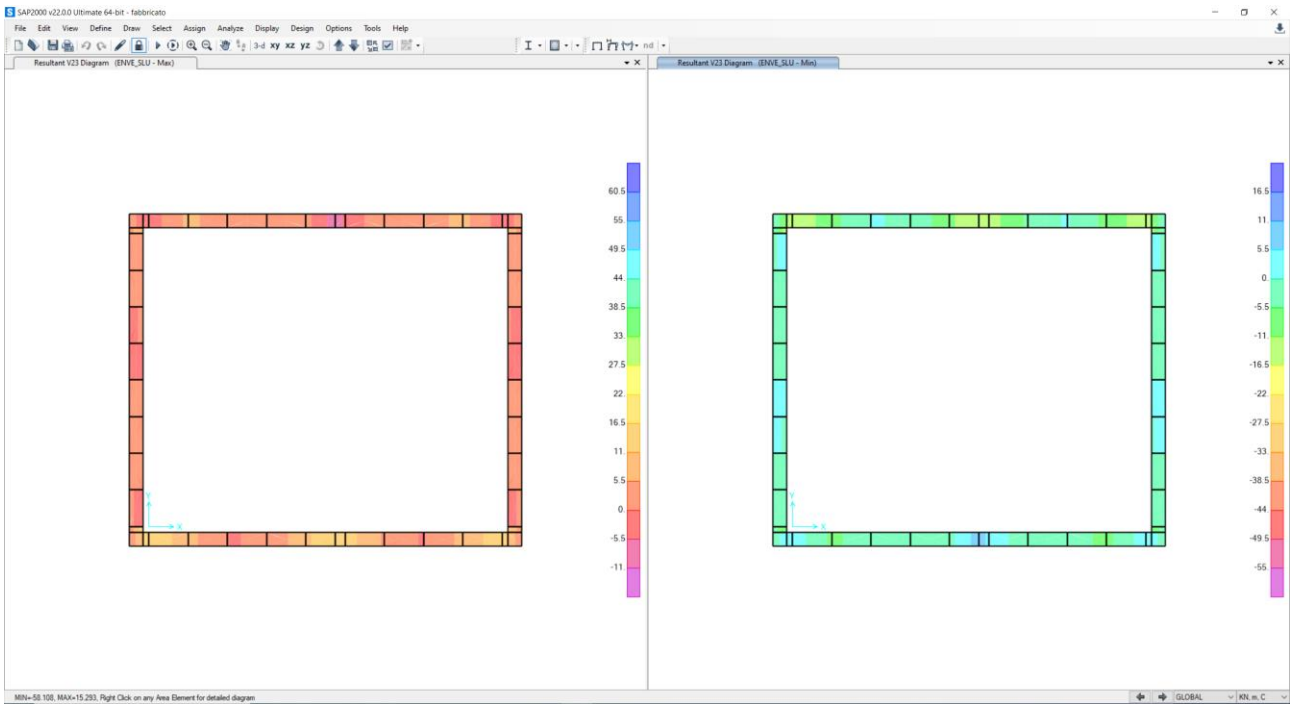 SAP2000 v22.0.0 Ultimate 64-bit - fabbricato
File Edit View Define Draw Select Assign Analyze Display Design Options Tools Help
3-d xy xz yz nd
Resultant V23 Diagram (ENVE_SLU - Max)
Resultant V23 Diagram (ENVE_SLU - Min)
60.5
55.
49.5
44.
38.5
33.
27.5
22.
16.5
11.
5.5
0.
-5.5
-11.
Y
X
16.5
11.
5.5
0.
-5.5
-11.
-16.5
-22.
-27.5
-33.
-38.5
-44.
-49.5
-55.
Y
X
MIN=-58.108, MAX=15.293, Right Click on any Area Element for detailed diagram
GLOBAL
KN, m, C